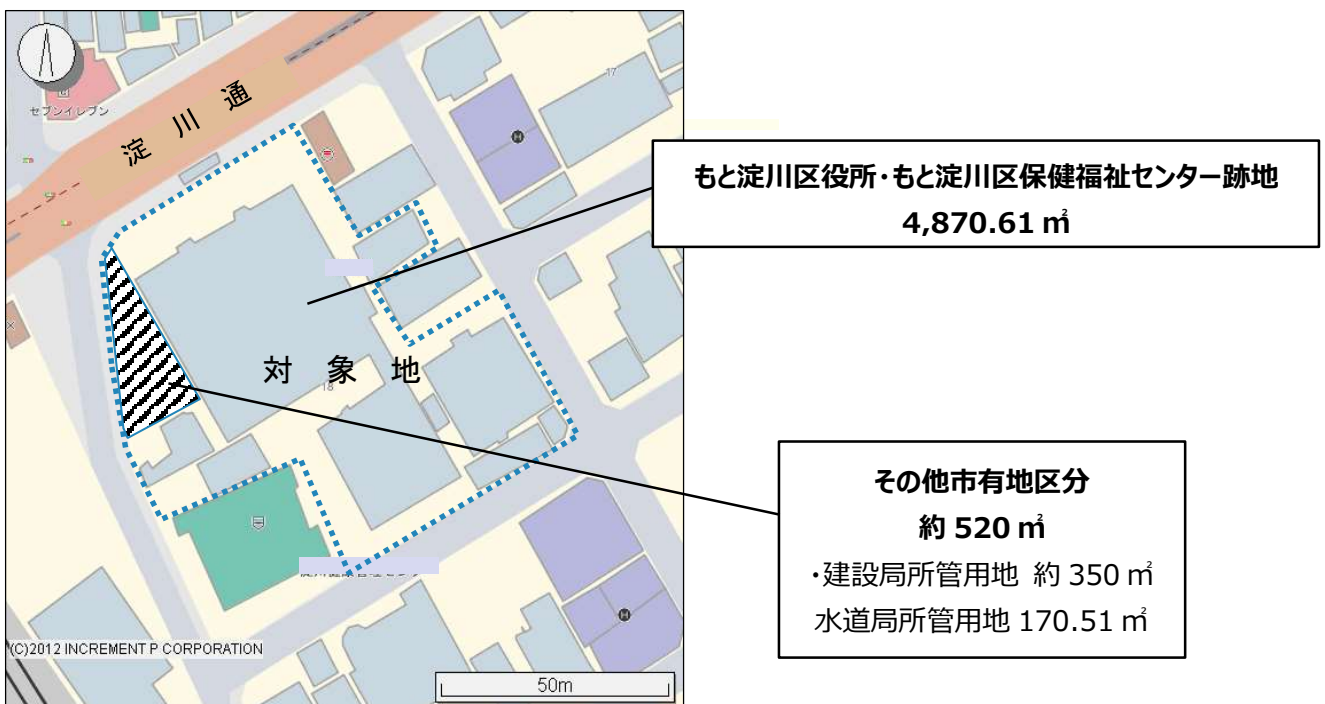 セブンイレブン
淀川通
17
もと淀川区役所・もと淀川区保健福祉センター跡地
4,870.61 ㎡
対象地
18
その他市有地区分
約 520 ㎡
・建設局所管用地 約 350 ㎡
水道局所管用地 170.51 ㎡
H
H
(C)2012 INCREMENT P CORPORATION
50m